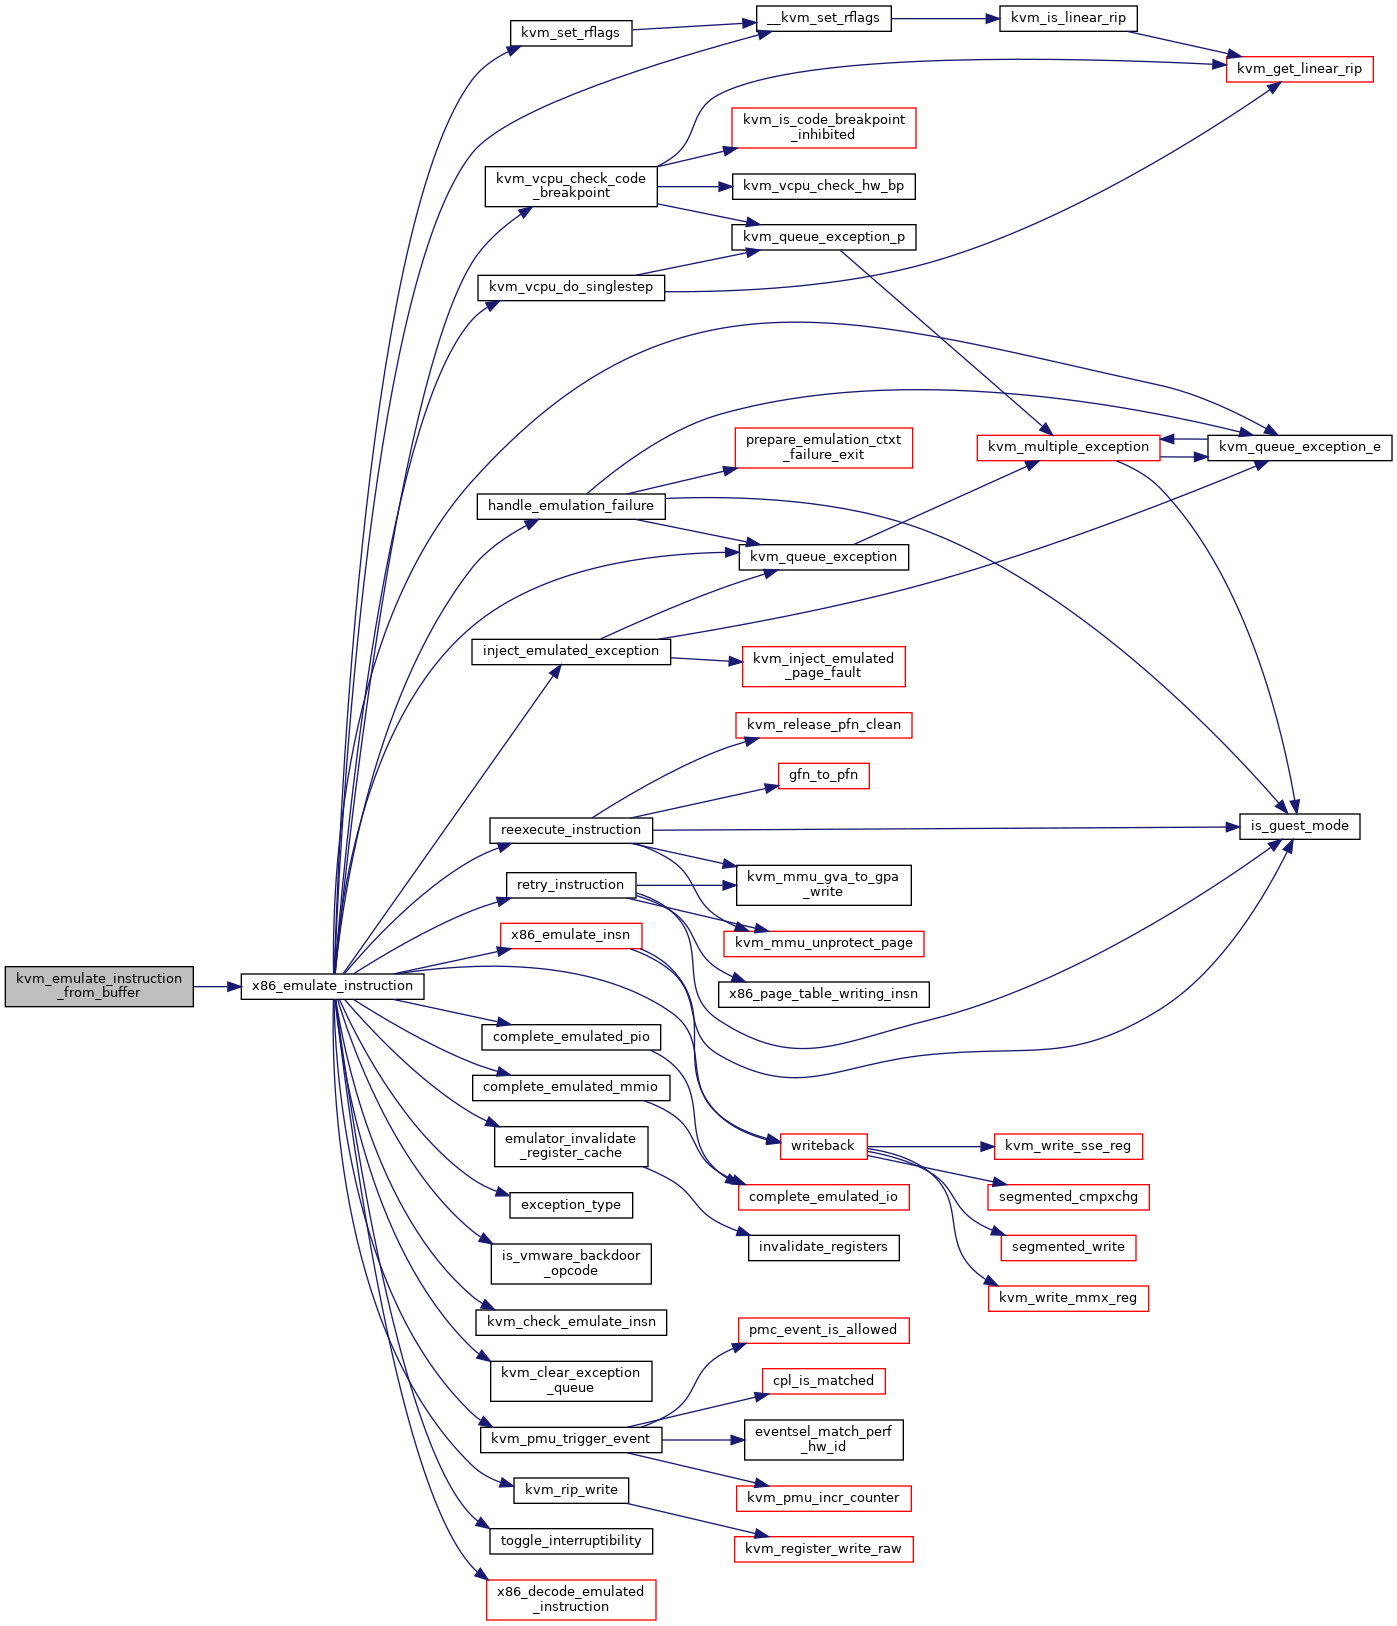 kvm_emulate_instruction
_from_buffer
x86_emulate_instruction
kvm_set_rflags
__kvm_set_rflags
kvm_is_linear_rip
kvm_get_linear_rip
kvm_vcpu_check_code
_breakpoint
kvm_is_code_breakpoint
_inhibited
kvm_vcpu_check_hw_bp
kvm_queue_exception_p
kvm_vcpu_do_singlestep
kvm_multiple_exception
kvm_queue_exception_e
prepare_emulation_ctxt
_failure_exit
handle_emulation_failure
kvm_queue_exception
inject_emulated_exception
kvm_inject_emulated
_page_fault
kvm_release_pfn_clean
gfn_to_pfn
reexecute_instruction
is_guest_mode
kvm_mmu_gva_to_gpa
_write
retry_instruction
kvm_mmu_unprotect_page
x86_emulate_insn
x86_page_table_writing_insn
complete_emulated_pio
complete_emulated_mmio
emulator_invalidate
_register_cache
writeback
kvm_write_sse_reg
complete_emulated_io
segmented_cmpxchg
exception_type
invalidate_registers
segmented_write
is_vmware_backdoor
_opcode
kvm_write_mmx_reg
kvm_check_emulate_insn
pmc_event_is_allowed
kvm_clear_exception
_queue
cpl_is_matched
kvm_pmu_trigger_event
eventsel_match_perf
_hw_id
kvm_rip_write
kvm_pmu_incr_counter
toggle_interruptibility
kvm_register_write_raw
x86_decode_emulated
_instruction